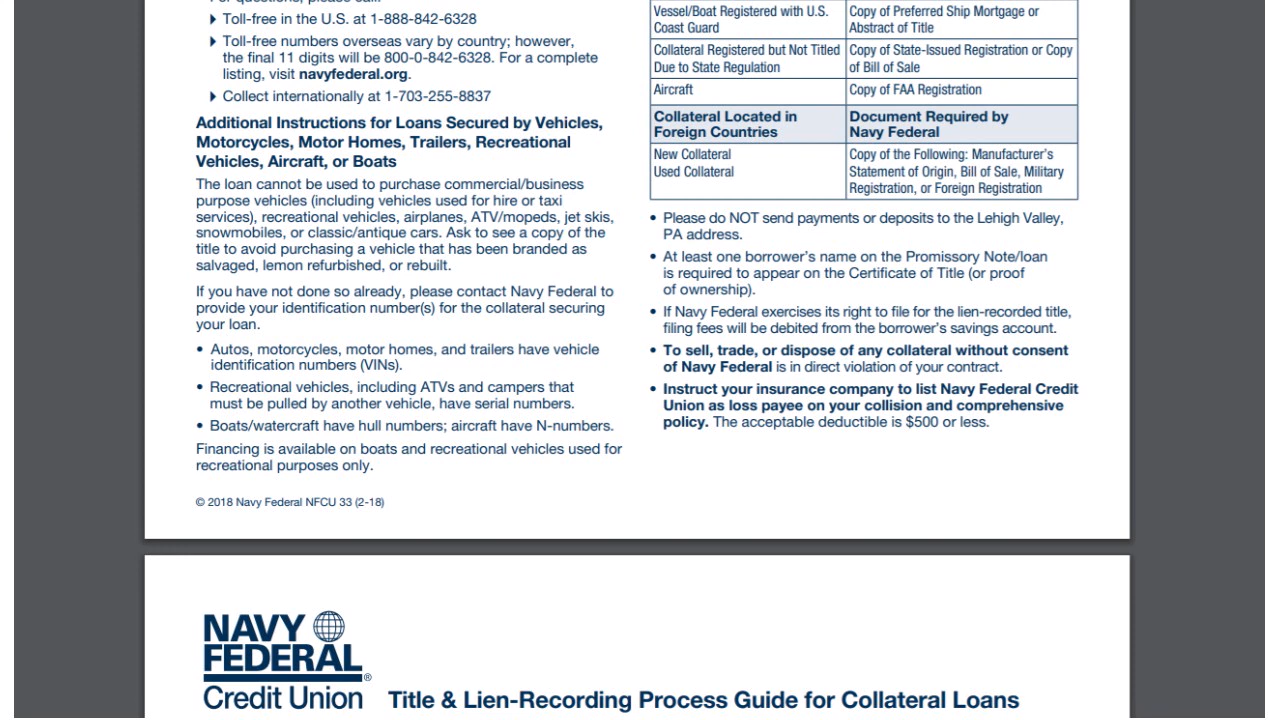 Toll-free in the U.S. at 1-888-842-6328
Toll-free numbers overseas vary by country; however,
the final 11 digits will be 800-0-842-6328. For a complete
listing, visit navyfederal.org.
Collect internationally at 1-703-255-8837
Additional Instructions for Loans Secured by Vehicles,
Motorcycles, Motor Homes, Trailers, Recreational
Vehicles, Aircraft, or Boats
The loan cannot be used to purchase commercial/business
purpose vehicles (including vehicles used for hire or taxi
services), recreational vehicles, airplanes, ATV/mopeds, jet skis,
snowmobiles, or classic/antique cars. Ask to see a copy of the
title to avoid purchasing a vehicle that has been branded as
salvaged, lemon refurbished, or rebuilt.
If you have not done so already, please contact Navy Federal to
provide your identification number(s) for the collateral securing
your loan.
• Autos, motorcycles, motor homes, and trailers have vehicle
identification numbers (VINs).
• Recreational vehicles, including ATVs and campers that
must be pulled by another vehicle, have serial numbers.
• Boats/watercraft have hull numbers; aircraft have N-numbers.
Financing is available on boats and recreational vehicles used for
recreational purposes only.
© 2018 Navy Federal NFCU 33 (2-18)
Vessel/Boat Registered with U.S.
Coast Guard
Copy of Preferred Ship Mortgage or
Abstract of Title
Collateral Registered but Not Titled
Due to State Regulation
Copy of State-Issued Registration or Copy
of Bill of Sale
Aircraft
Copy of FAA Registration
Collateral Located in
Foreign Countries
Document Required by
Navy Federal
New Collateral
Used Collateral
Copy of the Following: Manufacturer's
Statement of Origin, Bill of Sale, Military
Registration, or Foreign Registration
• Please do NOT send payments or deposits to the Lehigh Valley,
PA address.
• At least one borrower's name on the Promissory Note/loan
is required to appear on the Certificate of Title (or proof
of ownership).
• If Navy Federal exercises its right to file for the lien-recorded title,
filing fees will be debited from the borrower's savings account.
• To sell, trade, or dispose of any collateral without consent
of Navy Federal is in direct violation of your contract.
• Instruct your insurance company to list Navy Federal Credit
Union as loss payee on your collision and comprehensive
policy. The acceptable deductible is $500 or less.
NAVY
FEDERAL®
Credit Union
Title & Lien-Recording Process Guide for Collateral Loans